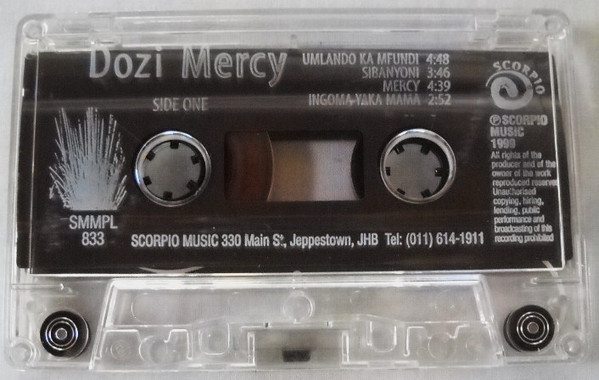 Dozi Mercy
UMLANDO KA MFUNDI 4:48
SIBANYONI 3:46
MERCY 4:39
INGOMA YAKA MAMA 2:52
SIDE ONE
SCORPIO
℗ SCORPIO
MUSIC
1999
All rights of the
producer and of the
owner of the work
reproduced reserved
Unauthorised
copying, hiring,
lending, public
performance and
broadcasting of this
recording prohibited
SMMPL
833
SCORPIO MUSIC 330 Main St., Jeppestown, JHB Tel: (011) 614-1911